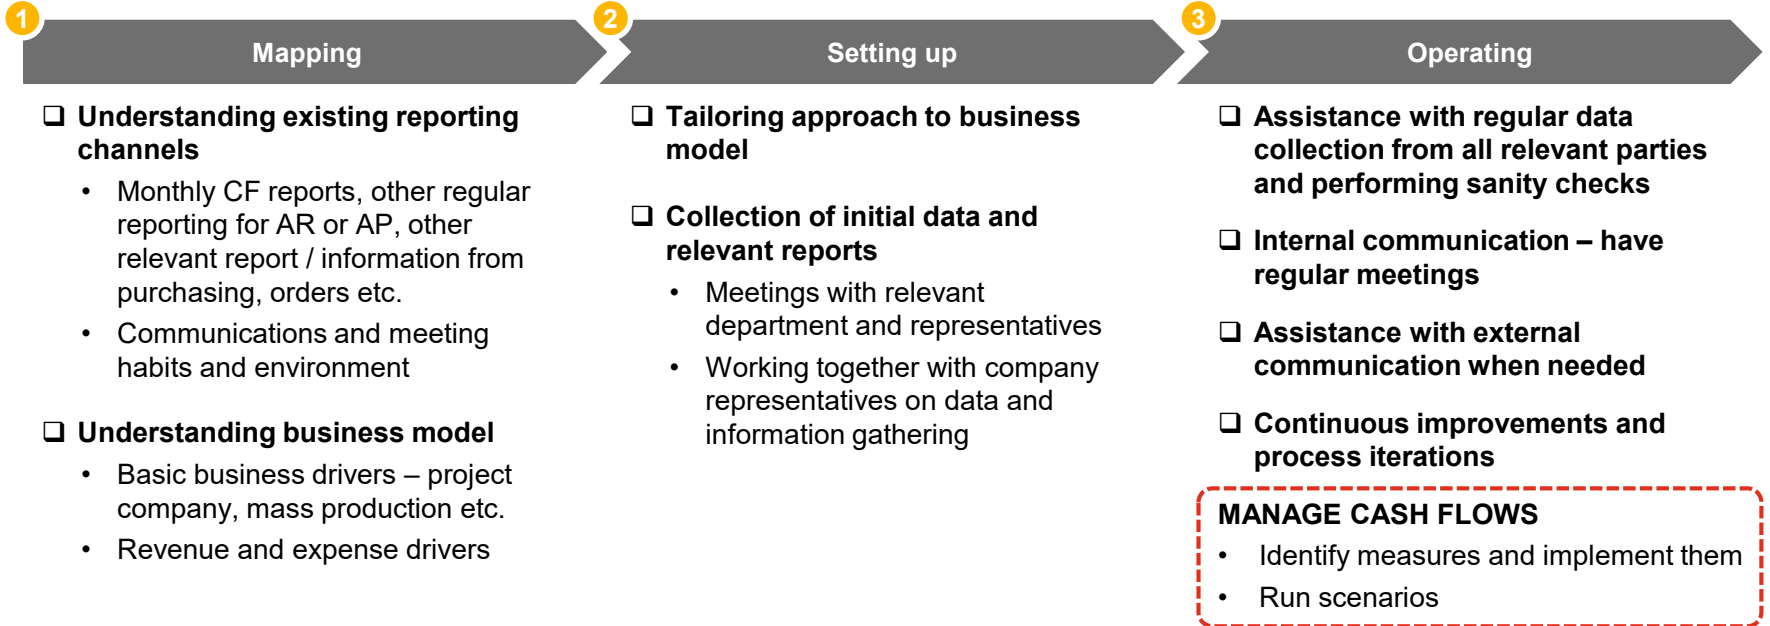 1
Mapping
❑ Understanding existing reporting
channels
• Monthly CF reports, other regular
reporting for AR or AP, other
relevant report / information from
purchasing, orders etc.
• Communications and meeting
habits and environment
❑ Understanding business model
• Basic business drivers – project
company, mass production etc.
• Revenue and expense drivers
2
Setting up
❑ Tailoring approach to business
model
❑ Collection of initial data and
relevant reports
• Meetings with relevant
department and representatives
• Working together with company
representatives on data and
information gathering
3
Operating
❑ Assistance with regular data
collection from all relevant parties
and performing sanity checks
❑ Internal communication – have
regular meetings
❑ Assistance with external
communication when needed
❑ Continuous improvements and
process iterations
MANAGE CASH FLOWS
• Identify measures and implement them
• Run scenarios